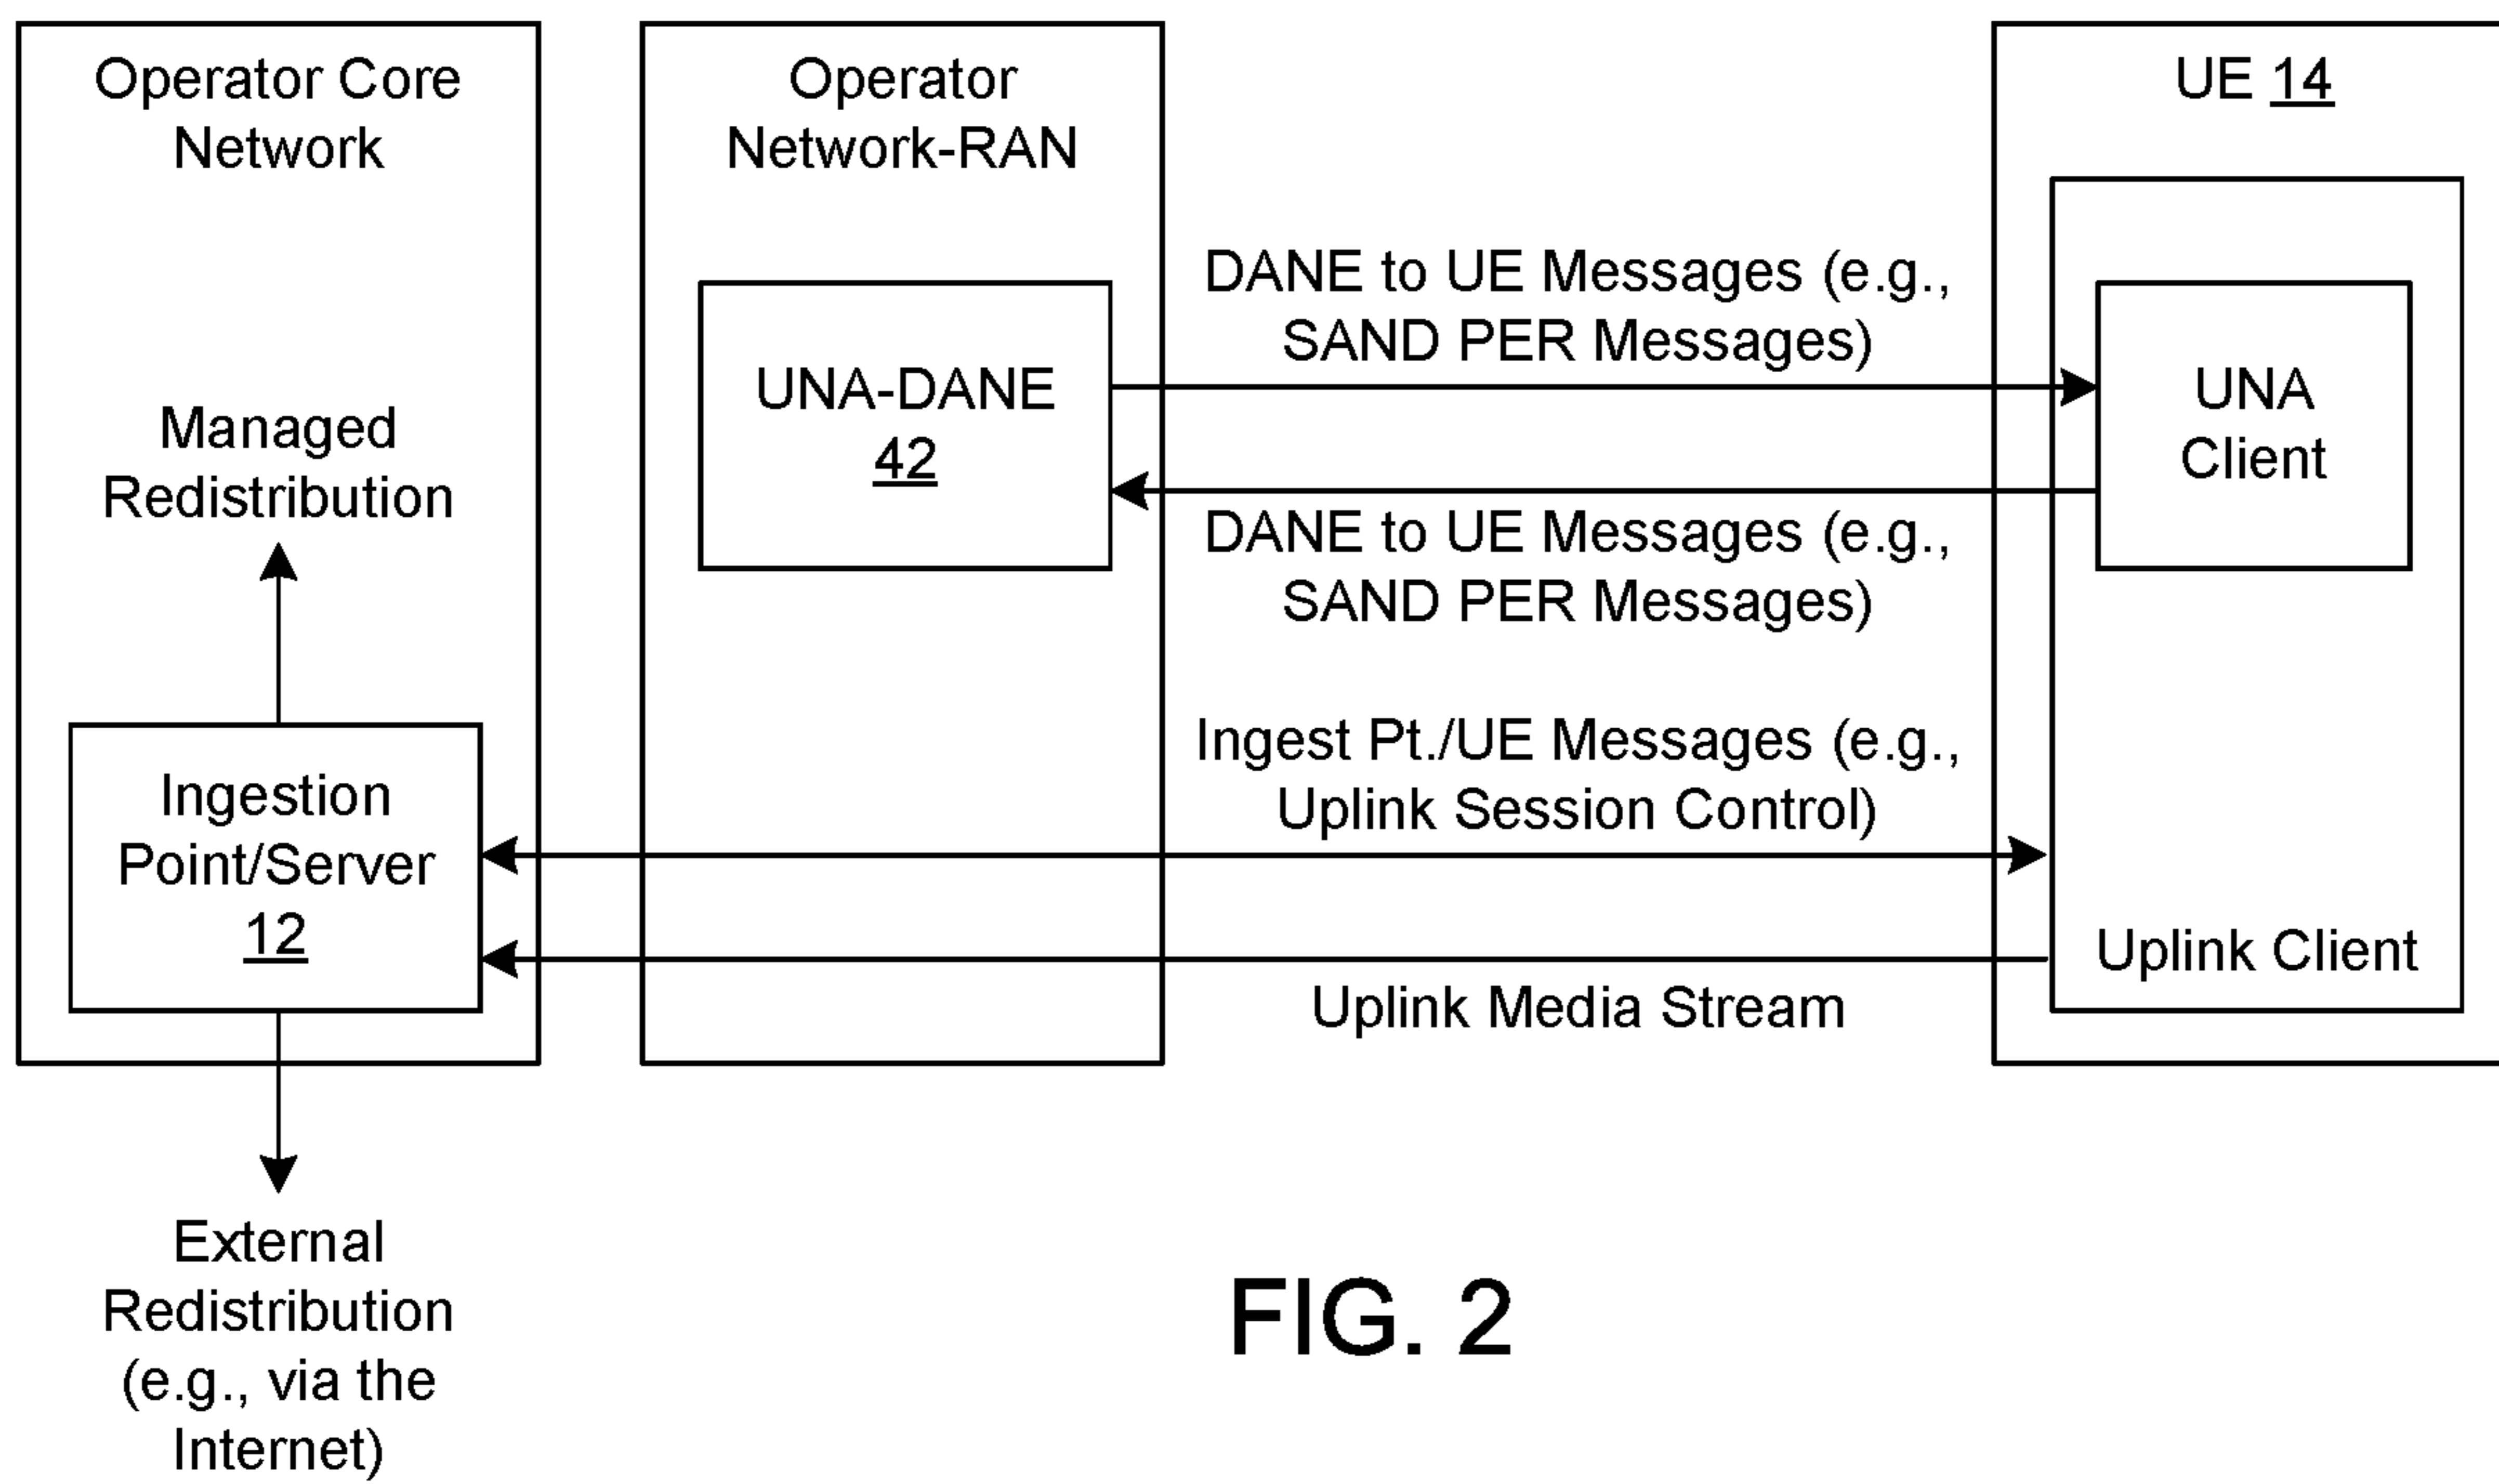 Operator Core
Network
Managed
Redistribution
Ingestion
Point/Server
12
External
Redistribution
(e.g., via the
Internet)
Operator
Network-RAN
UNA-DANE
42
DANE to UE Messages (e.g.,
SAND PER Messages)
DANE to UE Messages (e.g.,
SAND PER Messages)
Ingest Pt./UE Messages (e.g.,
Uplink Session Control)
Uplink Media Stream
UE 14
UNA
Client
Uplink Client
FIG. 2